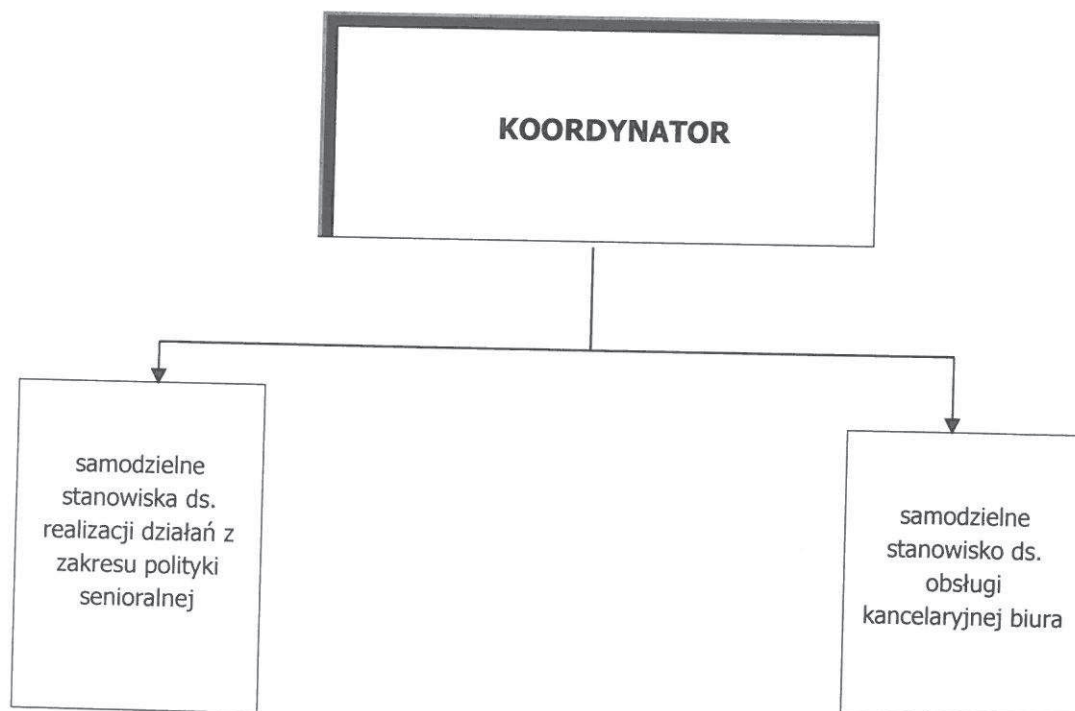 KOORDYNATOR
samodzielne
stanowiska ds.
realizacji działań z
zakresu polityki
senioralnej
samodzielne
stanowisko ds.
obsługi
kancelaryjnej biura